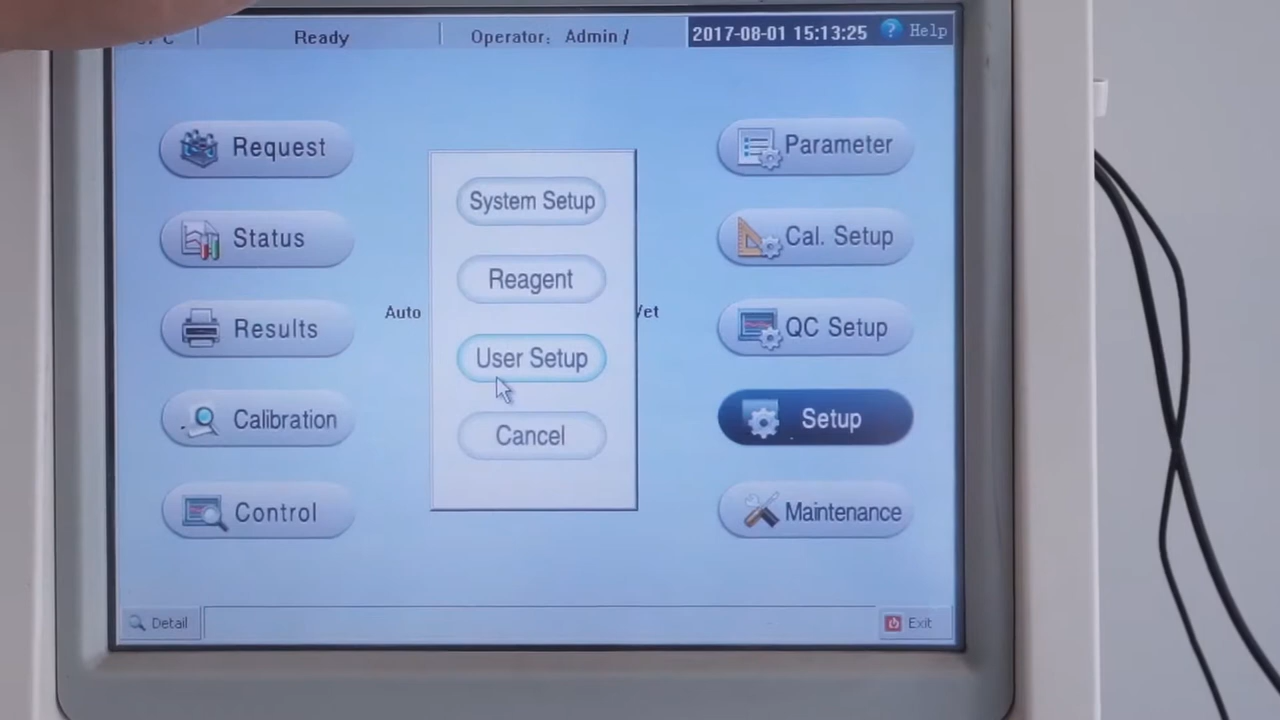 Ready
Operator: Admin /
2017-08-01 15:13:25
Help
Request
Status
Results
Calibration
Control
Auto
System Setup
Reagent
User Setup
Cancel
Parameter
Cal. Setup
QC Setup
Setup
Maintenance
Detail
Exit